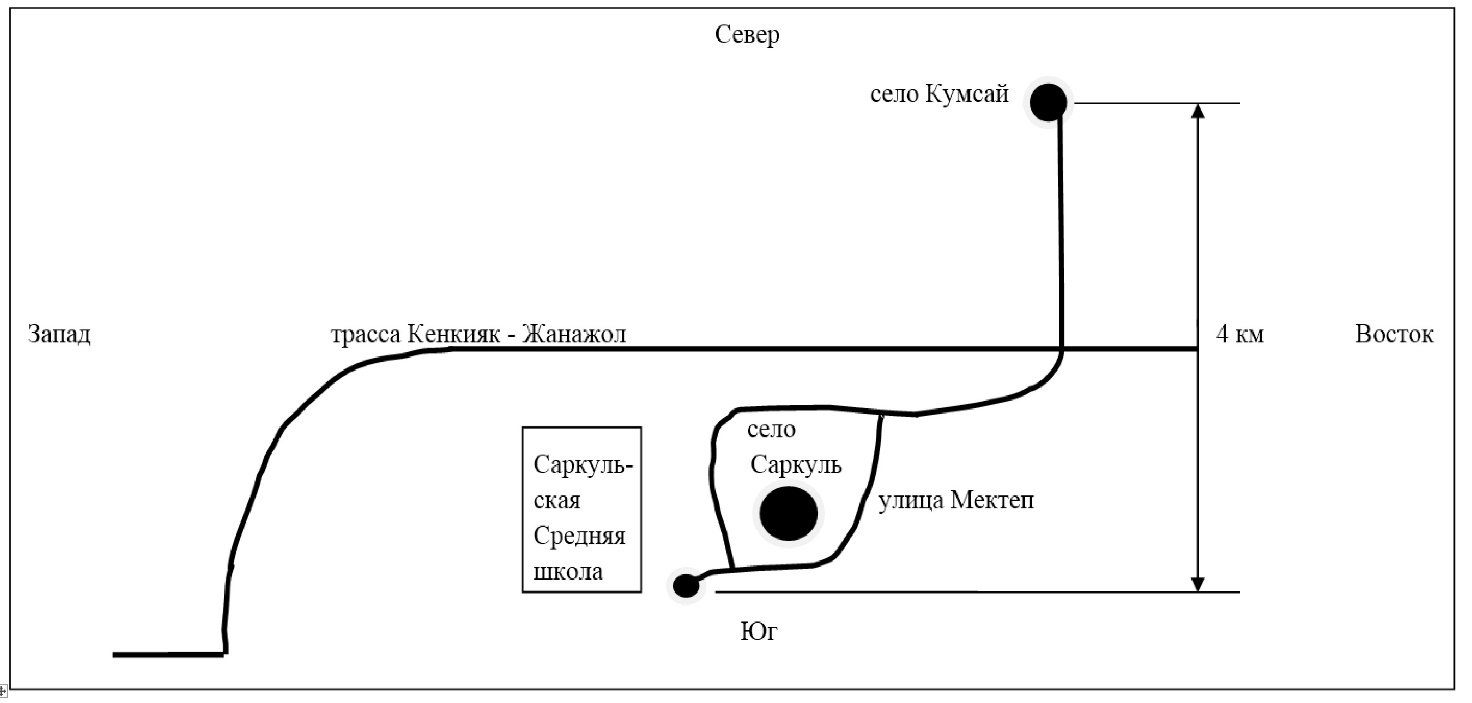 Север
село Кумсай
Запад
трасса Кенкияк - Жанажол
4 км
Восток
село
Саркуль
Саркуль-
ская
Средняя
школа
улица Мектеп
Юг